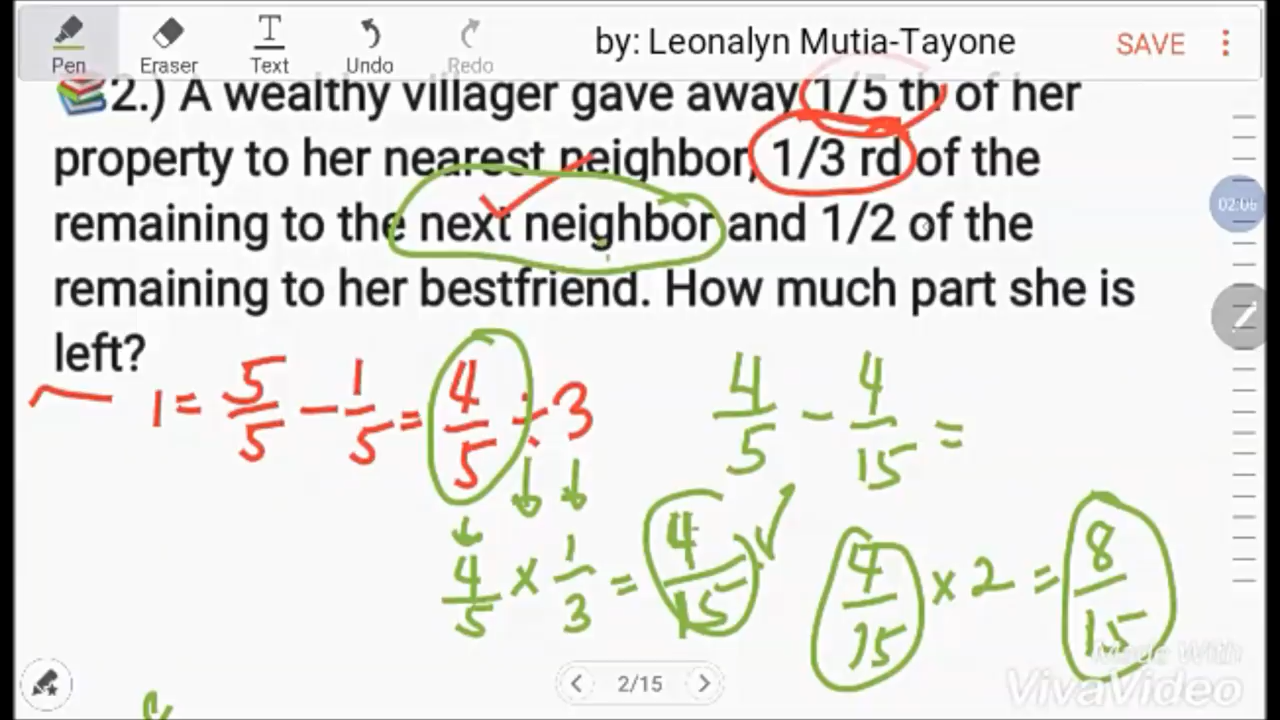 Pen Eraser Text Undo Redo by: Leonalyn Mutia-Tayone SAVE
2.) A wealthy villager gave away 1/5 th of her
property to her nearest neighbor, 1/3 rd of the
remaining to the next neighbor and 1/2 of the
remaining to her bestfriend. How much part she is
left?
02:06
1 = 5/5 - 1/5 = 4/5 ÷ 3
4/5 - 4/15 =
4/5 x 1/3 = 4/15
4/15 x 2 = 8/15
2/15
Made With
VivaVideo